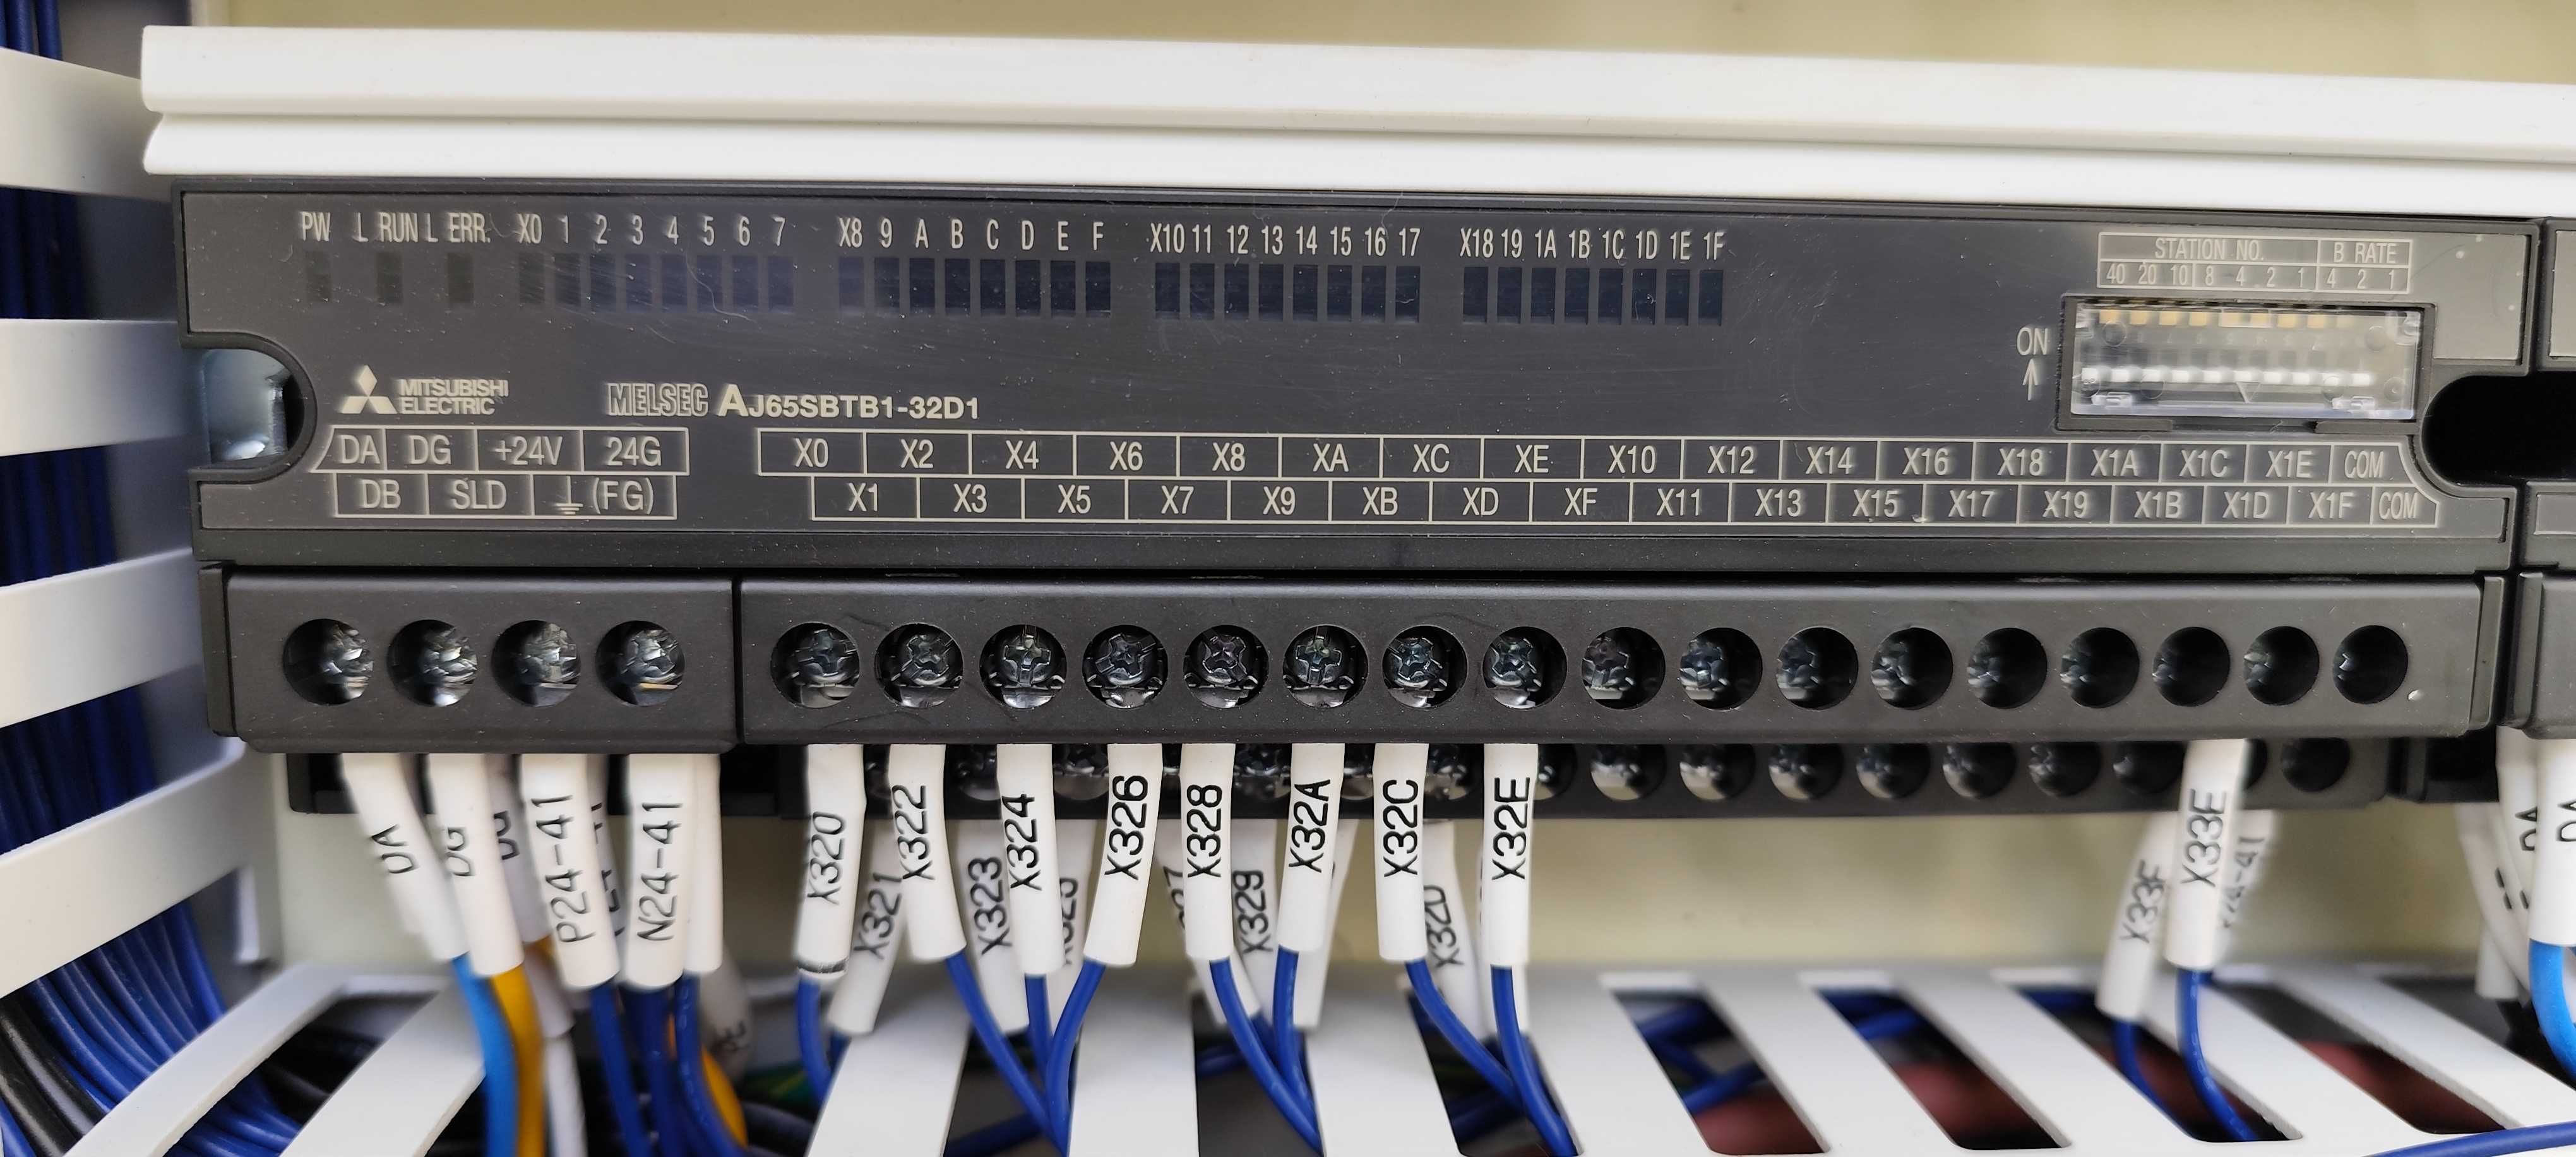 PW L RUN L ERR. X0 1 2 3 4 5 6 7 X8 9 A B C D E F X10 11 12 13 14 15 16 17 X18 19 1A 1B 1C 1D 1E 1F
STATION NO. B RATE
40 20 10 8 4 2 1 4 2 1
ON
MITSUBISHI
ELECTRIC
MELSEC AJ65SBTB1-32D1
DA DG +24V 24G
DB SLD (FG)
X0 X2 X4 X6 X8 XA XC XE X10 X12 X14 X16 X18 X1A X1C X1E COM
X1 X3 X5 X7 X9 XB XD XF X11 X13 X15 X17 X19 X1B X1D X1F COM
DA
DG
DG
P24-41
N24-41
X320
X321
X322
X323
X324
X326
X328
X329
X32A
X32C
X32D
X32E
X33F
X33E
DA
DA